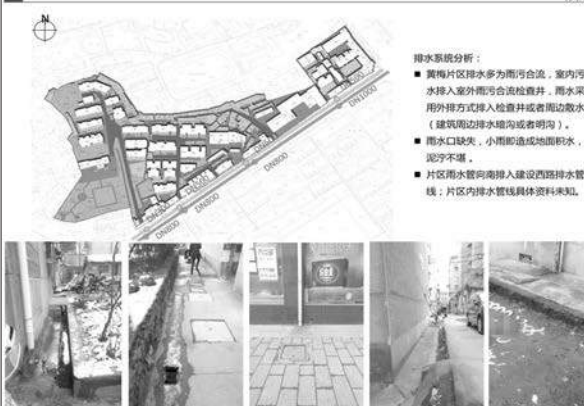 N
DN500
DN1000
DN800
DN500
DN800
DN800
排水系统分析：
■ 黄梅片区排水多为雨污合流，室内污
水排入室外雨污合流检查井，雨水采
用外排方式排入检查井或者周边散水
（建筑周边排水暗沟或者明沟）。
■ 雨水口缺失，小雨即造成地面积水，
泥泞不堪。
■ 片区雨水管向南排入建设西路排水管
线；片区内排水管线具体资料未知。